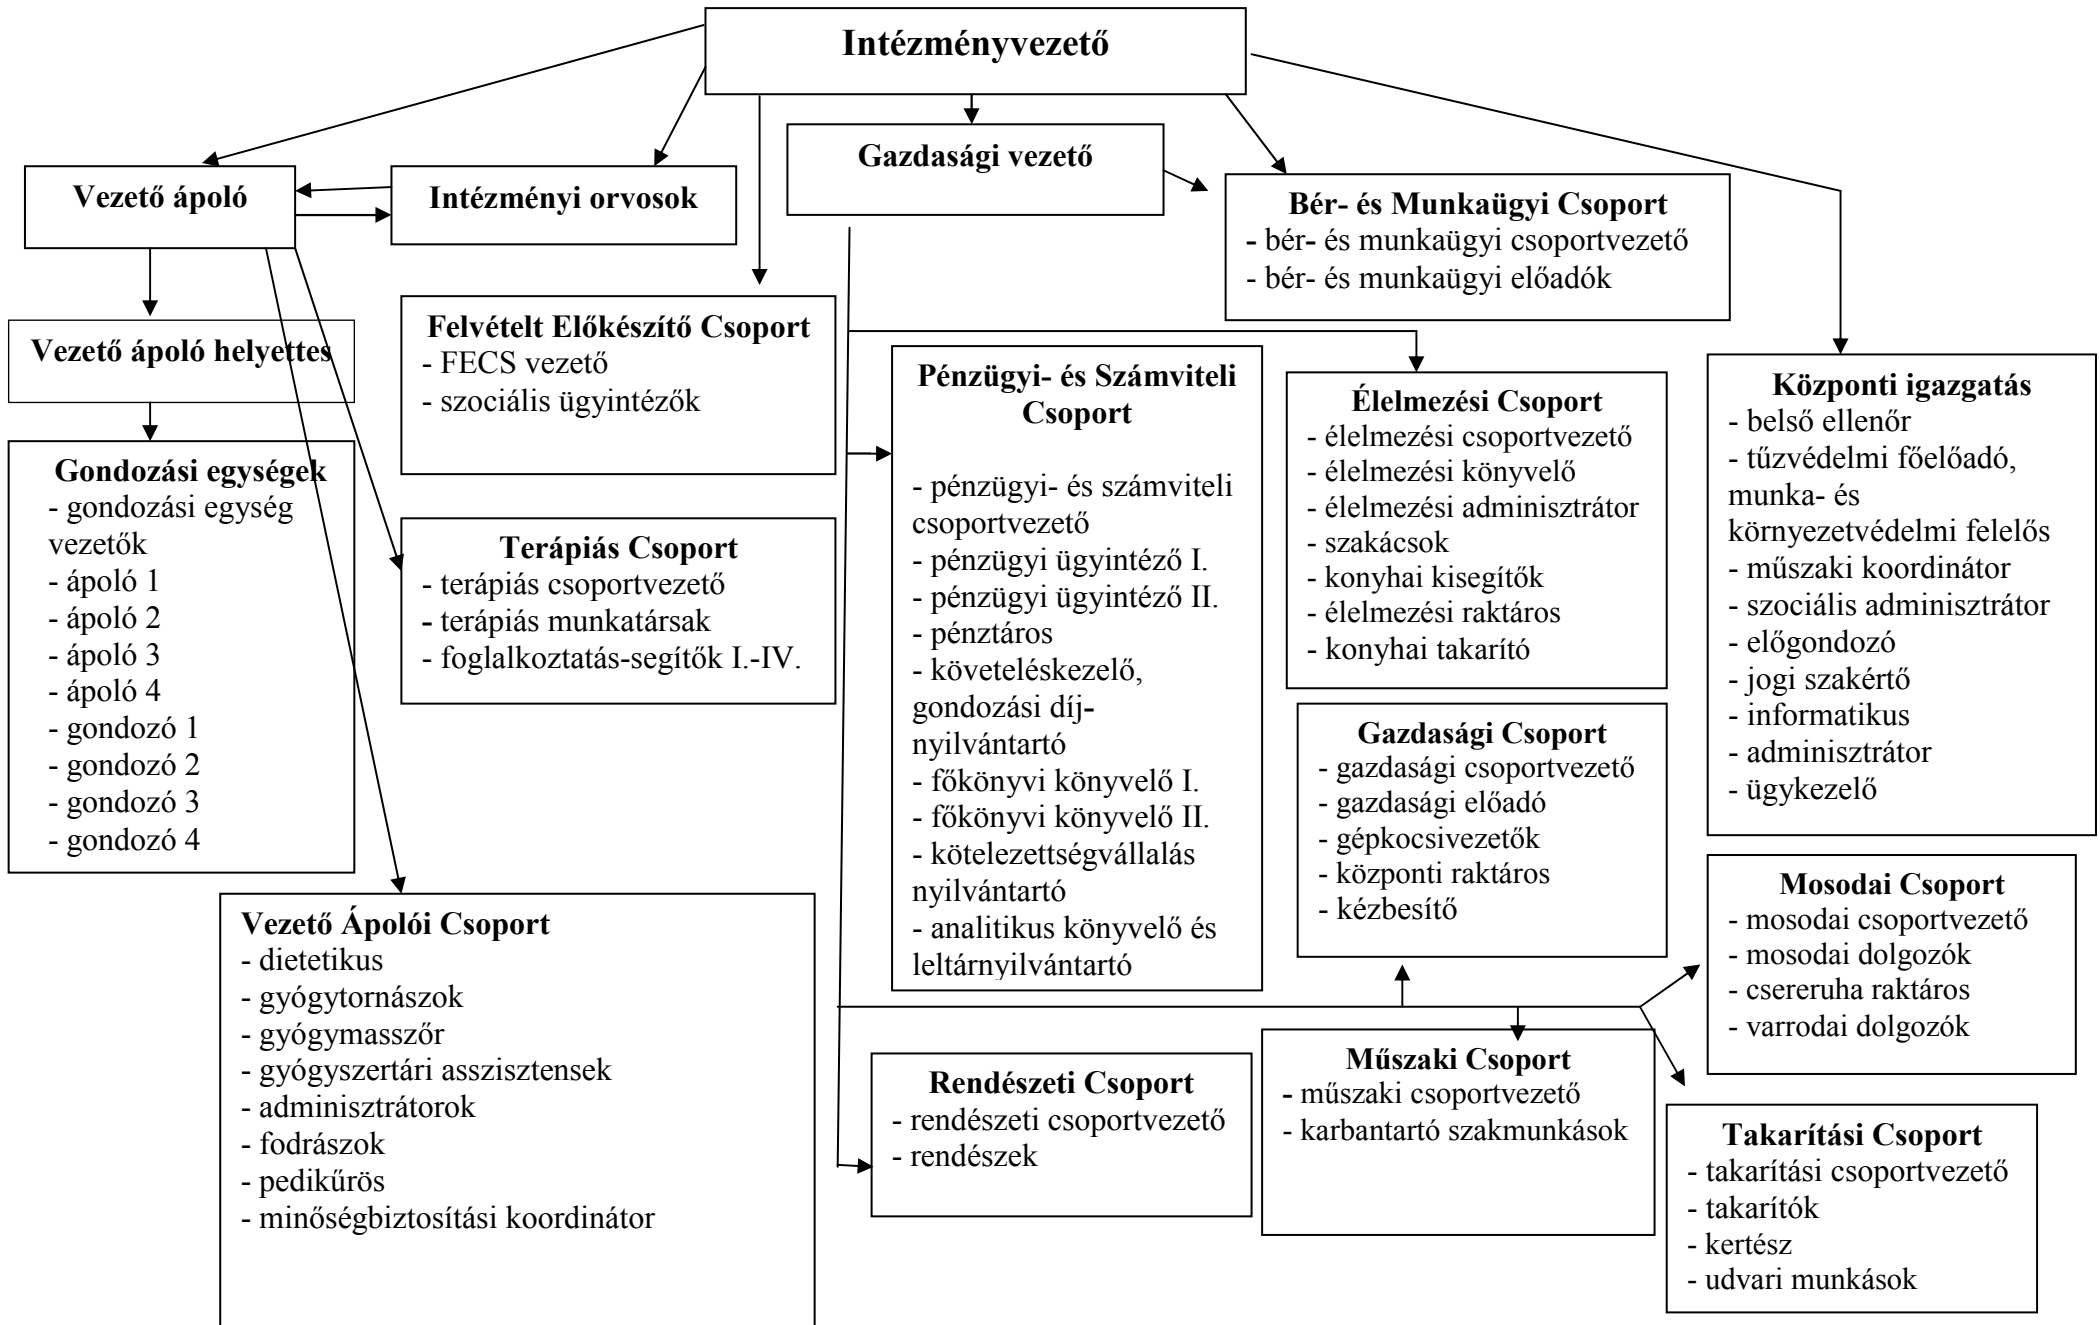 Intézményvezető
Gazdasági vezető
Vezető ápoló
Intézményi orvosok
Bér- és Munkaügyi Csoport
- bér- és munkaügyi csoportvezető
- bér- és munkaügyi előadók
Vezető ápoló helyettes
Felvételt Előkészítő Csoport
- FECS vezető
- szociális ügyintézők
Gondozási egységek
- gondozási egység
vezetők
- ápoló 1
- ápoló 2
- ápoló 3
- ápoló 4
- gondozó 1
- gondozó 2
- gondozó 3
- gondozó 4
Terápiás Csoport
- terápiás csoportvezető
- terápiás munkatársak
- foglalkoztatás-segítők I.-IV.
Pénzügyi- és Számviteli
Csoport
- pénzügyi- és számviteli
csoportvezető
- pénzügyi ügyintéző I.
- pénzügyi ügyintéző II.
- pénztáros
- követeléskezelő,
gondozási díj-
nyilvántartó
- főkönyvi könyvelő I.
- főkönyvi könyvelő II.
- kötelezettségvállalás
nyilvántartó
- analitikus könyvelő és
leltárnyilvántartó
Élelmezési Csoport
- élelmezési csoportvezető
- élelmezési könyvelő
- élelmezési adminisztrátor
- szakácsok
- konyhai kisegítők
- élelmezési raktáros
- konyhai takarító
Központi igazgatás
- belső ellenőr
- tűzvédelmi főelőadó,
munka- és
környezetvédelmi felelős
- műszaki koordinátor
- szociális adminisztrátor
- előgondozó
- jogi szakértő
- informatikus
- adminisztrátor
- ügykezelő
Gazdasági Csoport
- gazdasági csoportvezető
- gazdasági előadó
- gépkocsivezetők
- központi raktáros
- kézbesítő
Mosodai Csoport
- mosodai csoportvezető
- mosodai dolgozók
- csereruha raktáros
- varrodai dolgozók
Vezető Ápolói Csoport
- dietetikus
- gyógytornászok
- gyógymasszőr
- gyógyszertári asszisztensek
- adminisztrátorok
- fodrászok
- pedikűrös
- minőségbiztosítási koordinátor
Rendészeti Csoport
- rendészeti csoportvezető
- rendészek
Műszaki Csoport
- műszaki csoportvezető
- karbantartó szakmunkások
Takarítási Csoport
- takarítási csoportvezető
- takarítók
- kertész
- udvari munkások